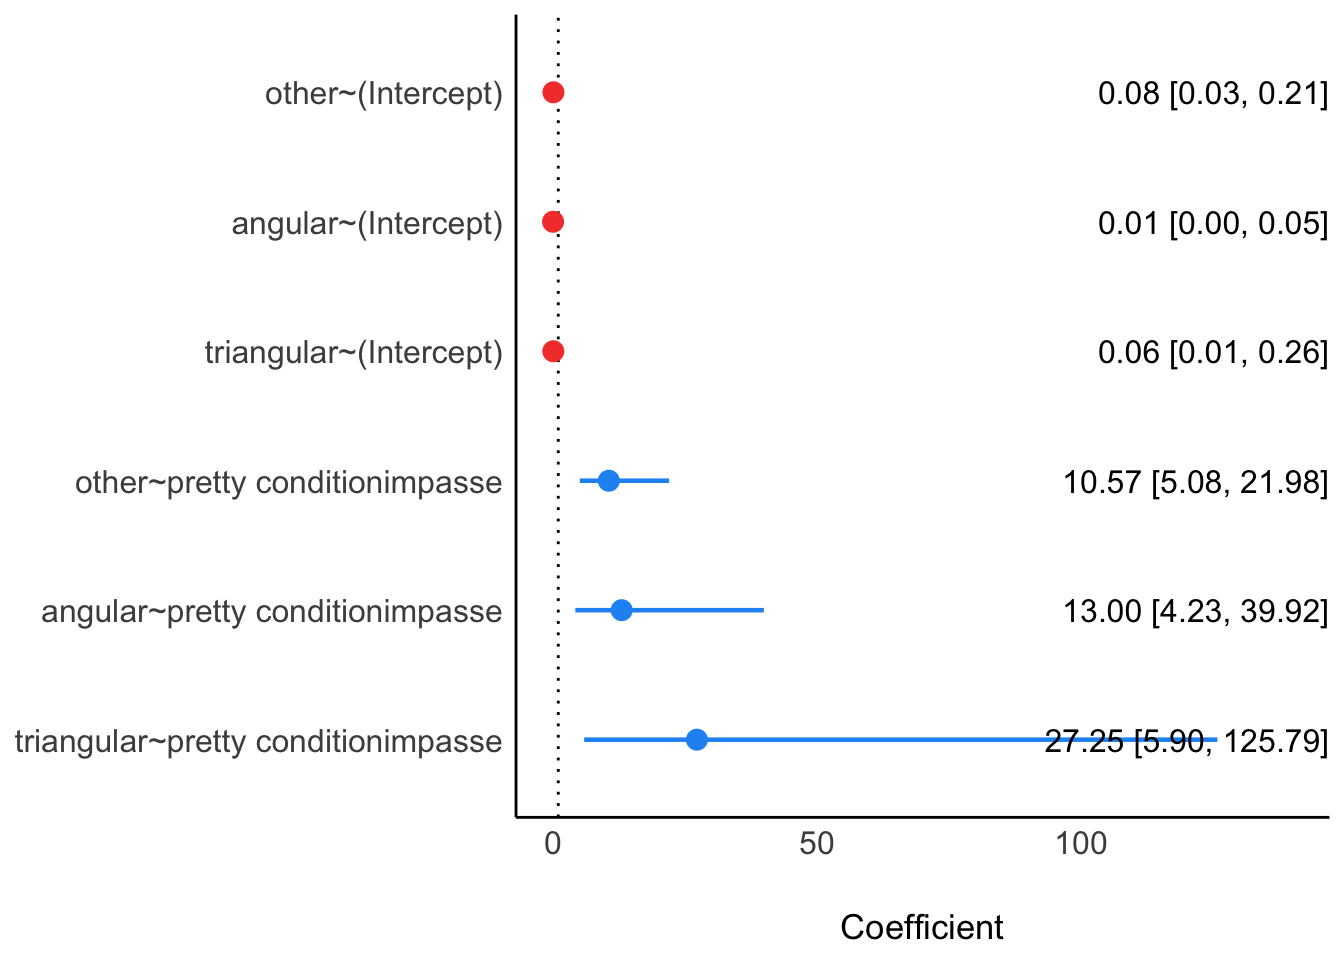 other~(Intercept) 0.08 [0.03, 0.21]
angular~(Intercept) 0.01 [0.00, 0.05]
triangular~(Intercept) 0.06 [0.01, 0.26]
other~pretty conditionimpasse 10.57 [5.08, 21.98]
angular~pretty conditionimpasse 13.00 [4.23, 39.92]
triangular~pretty conditionimpasse 27.25 [5.90, 125.79]
0 50 100
Coefficient